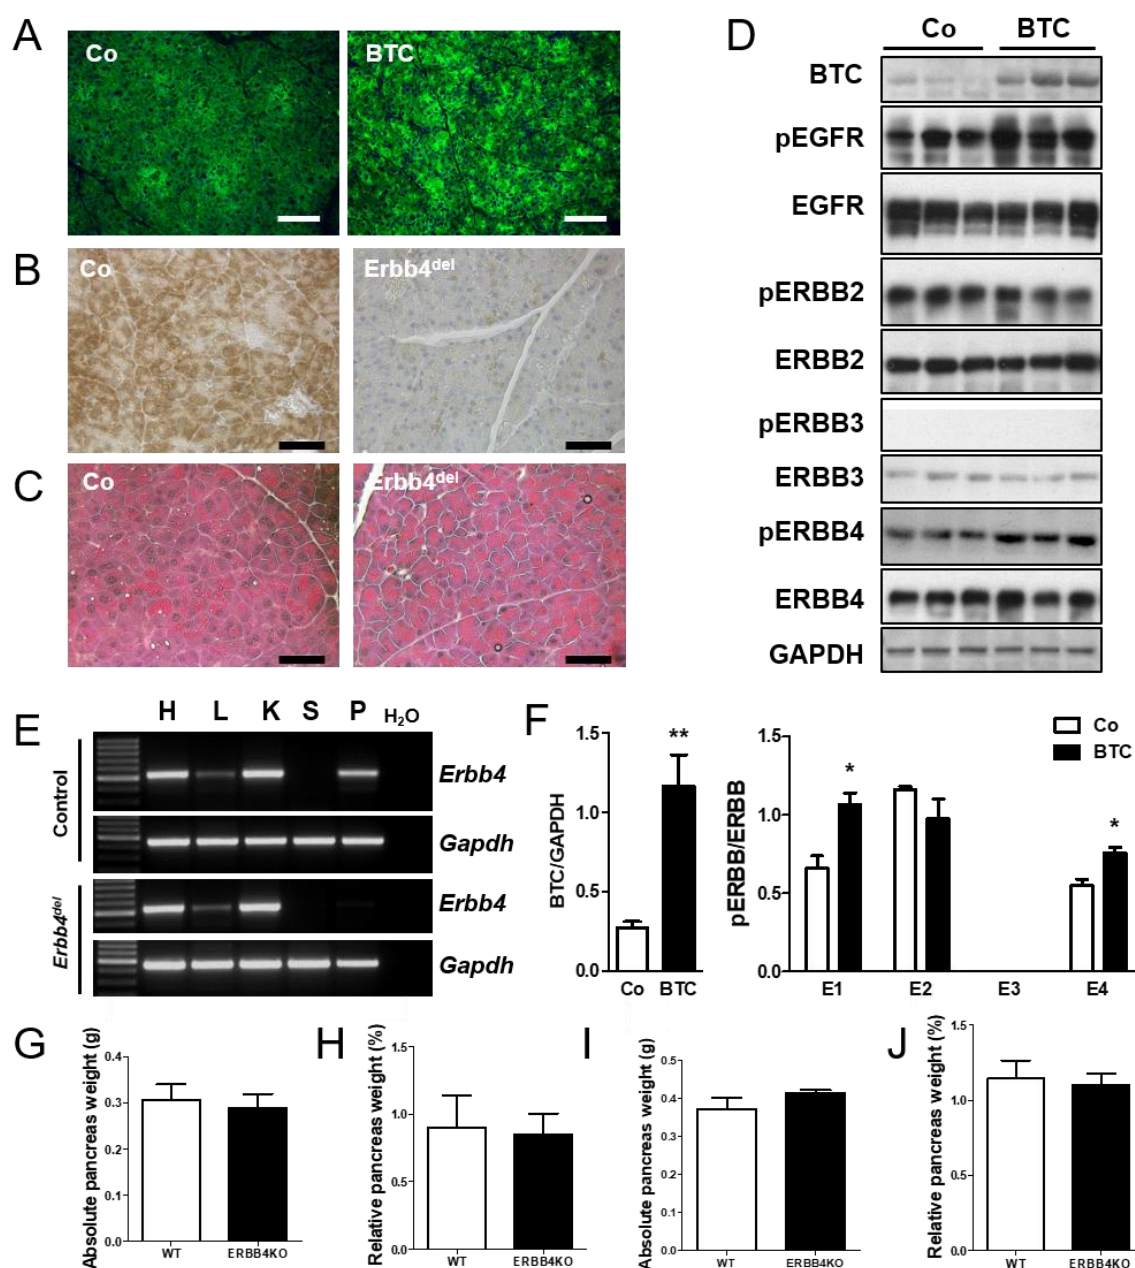 A
Co
BTC
B
Co
Erbb4del
C
Co
Erbb4del
D
Co
BTC
BTC
pEGFR
EGFR
pERBB2
ERBB2
pERBB3
ERBB3
pERBB4
ERBB4
GAPDH
E
H L K S P H2O
Control
Erbb4
Gapdh
Erbb4del
Erbb4
Gapdh
F
BTC/GAPDH
1.5
1.0
0.5
0.0
**
Co BTC
pERBB/ERBB
1.5
1.0
0.5
0.0
*
*
E1 E2 E3 E4
Co
BTC
G
Absolute pancreas weight (g)
0.4
0.3
0.2
0.1
0.0
WT ERBB4KO
H
Relative pancreas weight (%)
1.5
1.0
0.5
0.0
WT ERBB4KO
I
Absolute pancreas weight (g)
0.5
0.4
0.3
0.2
0.1
0.0
WT ERBB4KO
J
Relative pancreas weight (%)
1.5
1.0
0.5
0.0
WT ERBB4KO